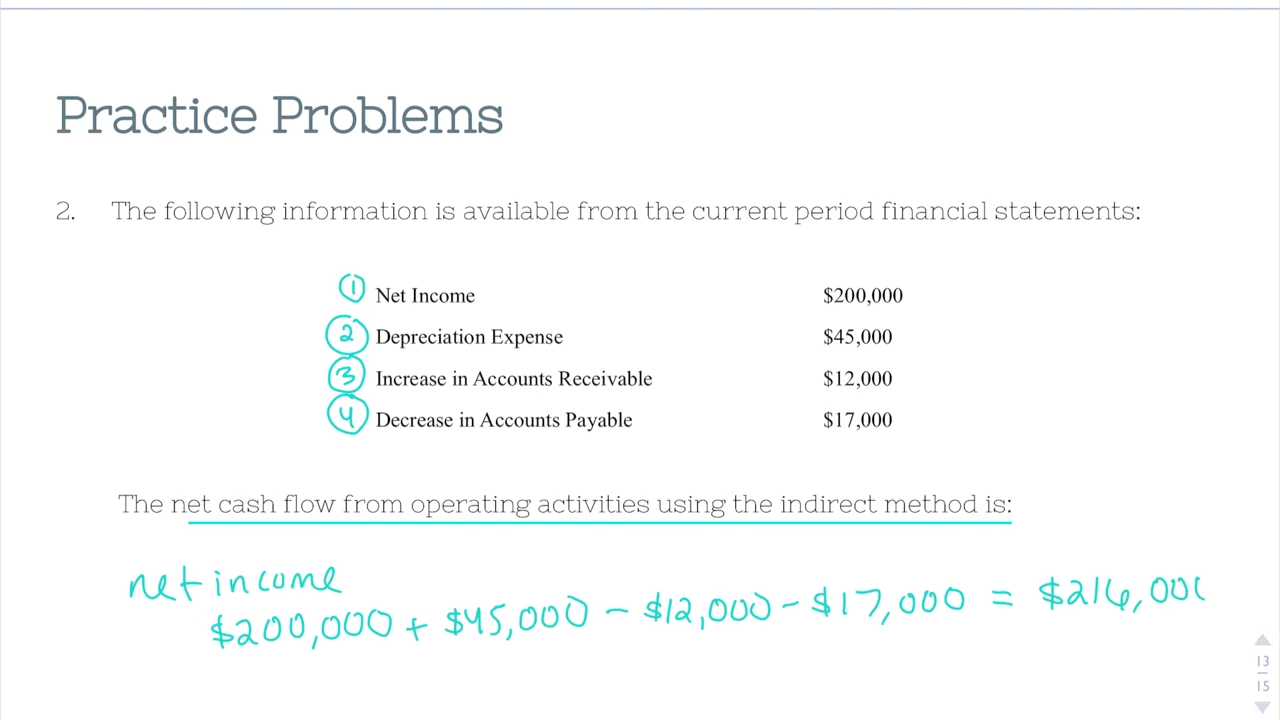 Practice Problems
2. The following information is available from the current period financial statements:
1 Net Income $200,000
2 Depreciation Expense $45,000
3 Increase in Accounts Receivable $12,000
4 Decrease in Accounts Payable $17,000
The net cash flow from operating activities using the indirect method is:
net income
$200,000 + $45,000 - $12,000 - $17,000 = $216,000
13
15